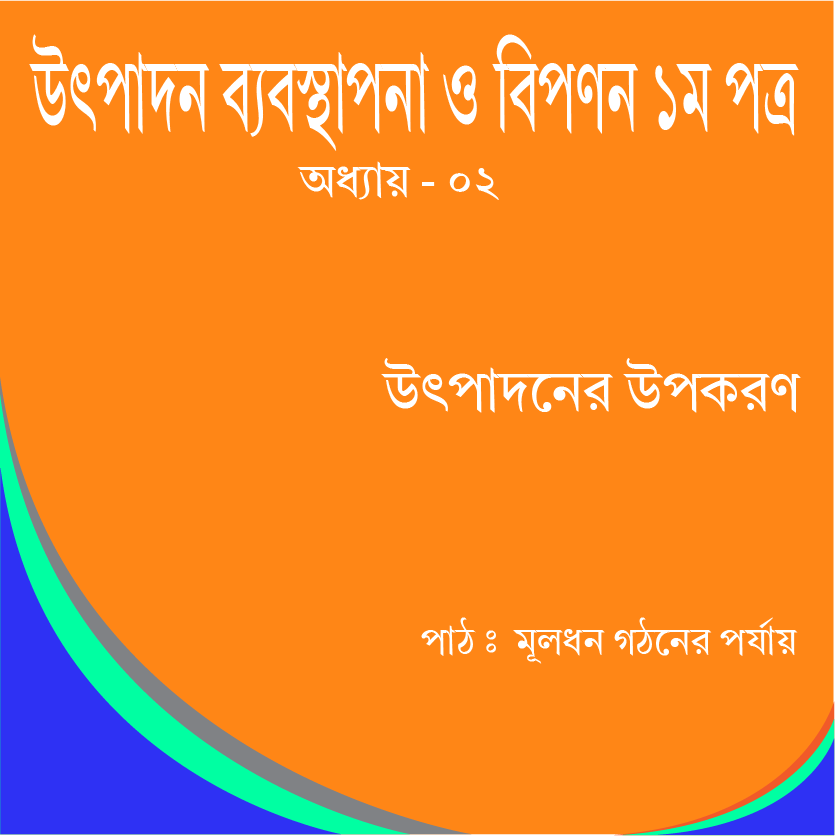 উৎপাদন ব্যবস্থাপনা ও বিপণন ১ম পত্র
অধ্যায় - ০২
উৎপাদনের উপকরণ
পাঠ ঃ মূলধন গঠনের পর্যায়